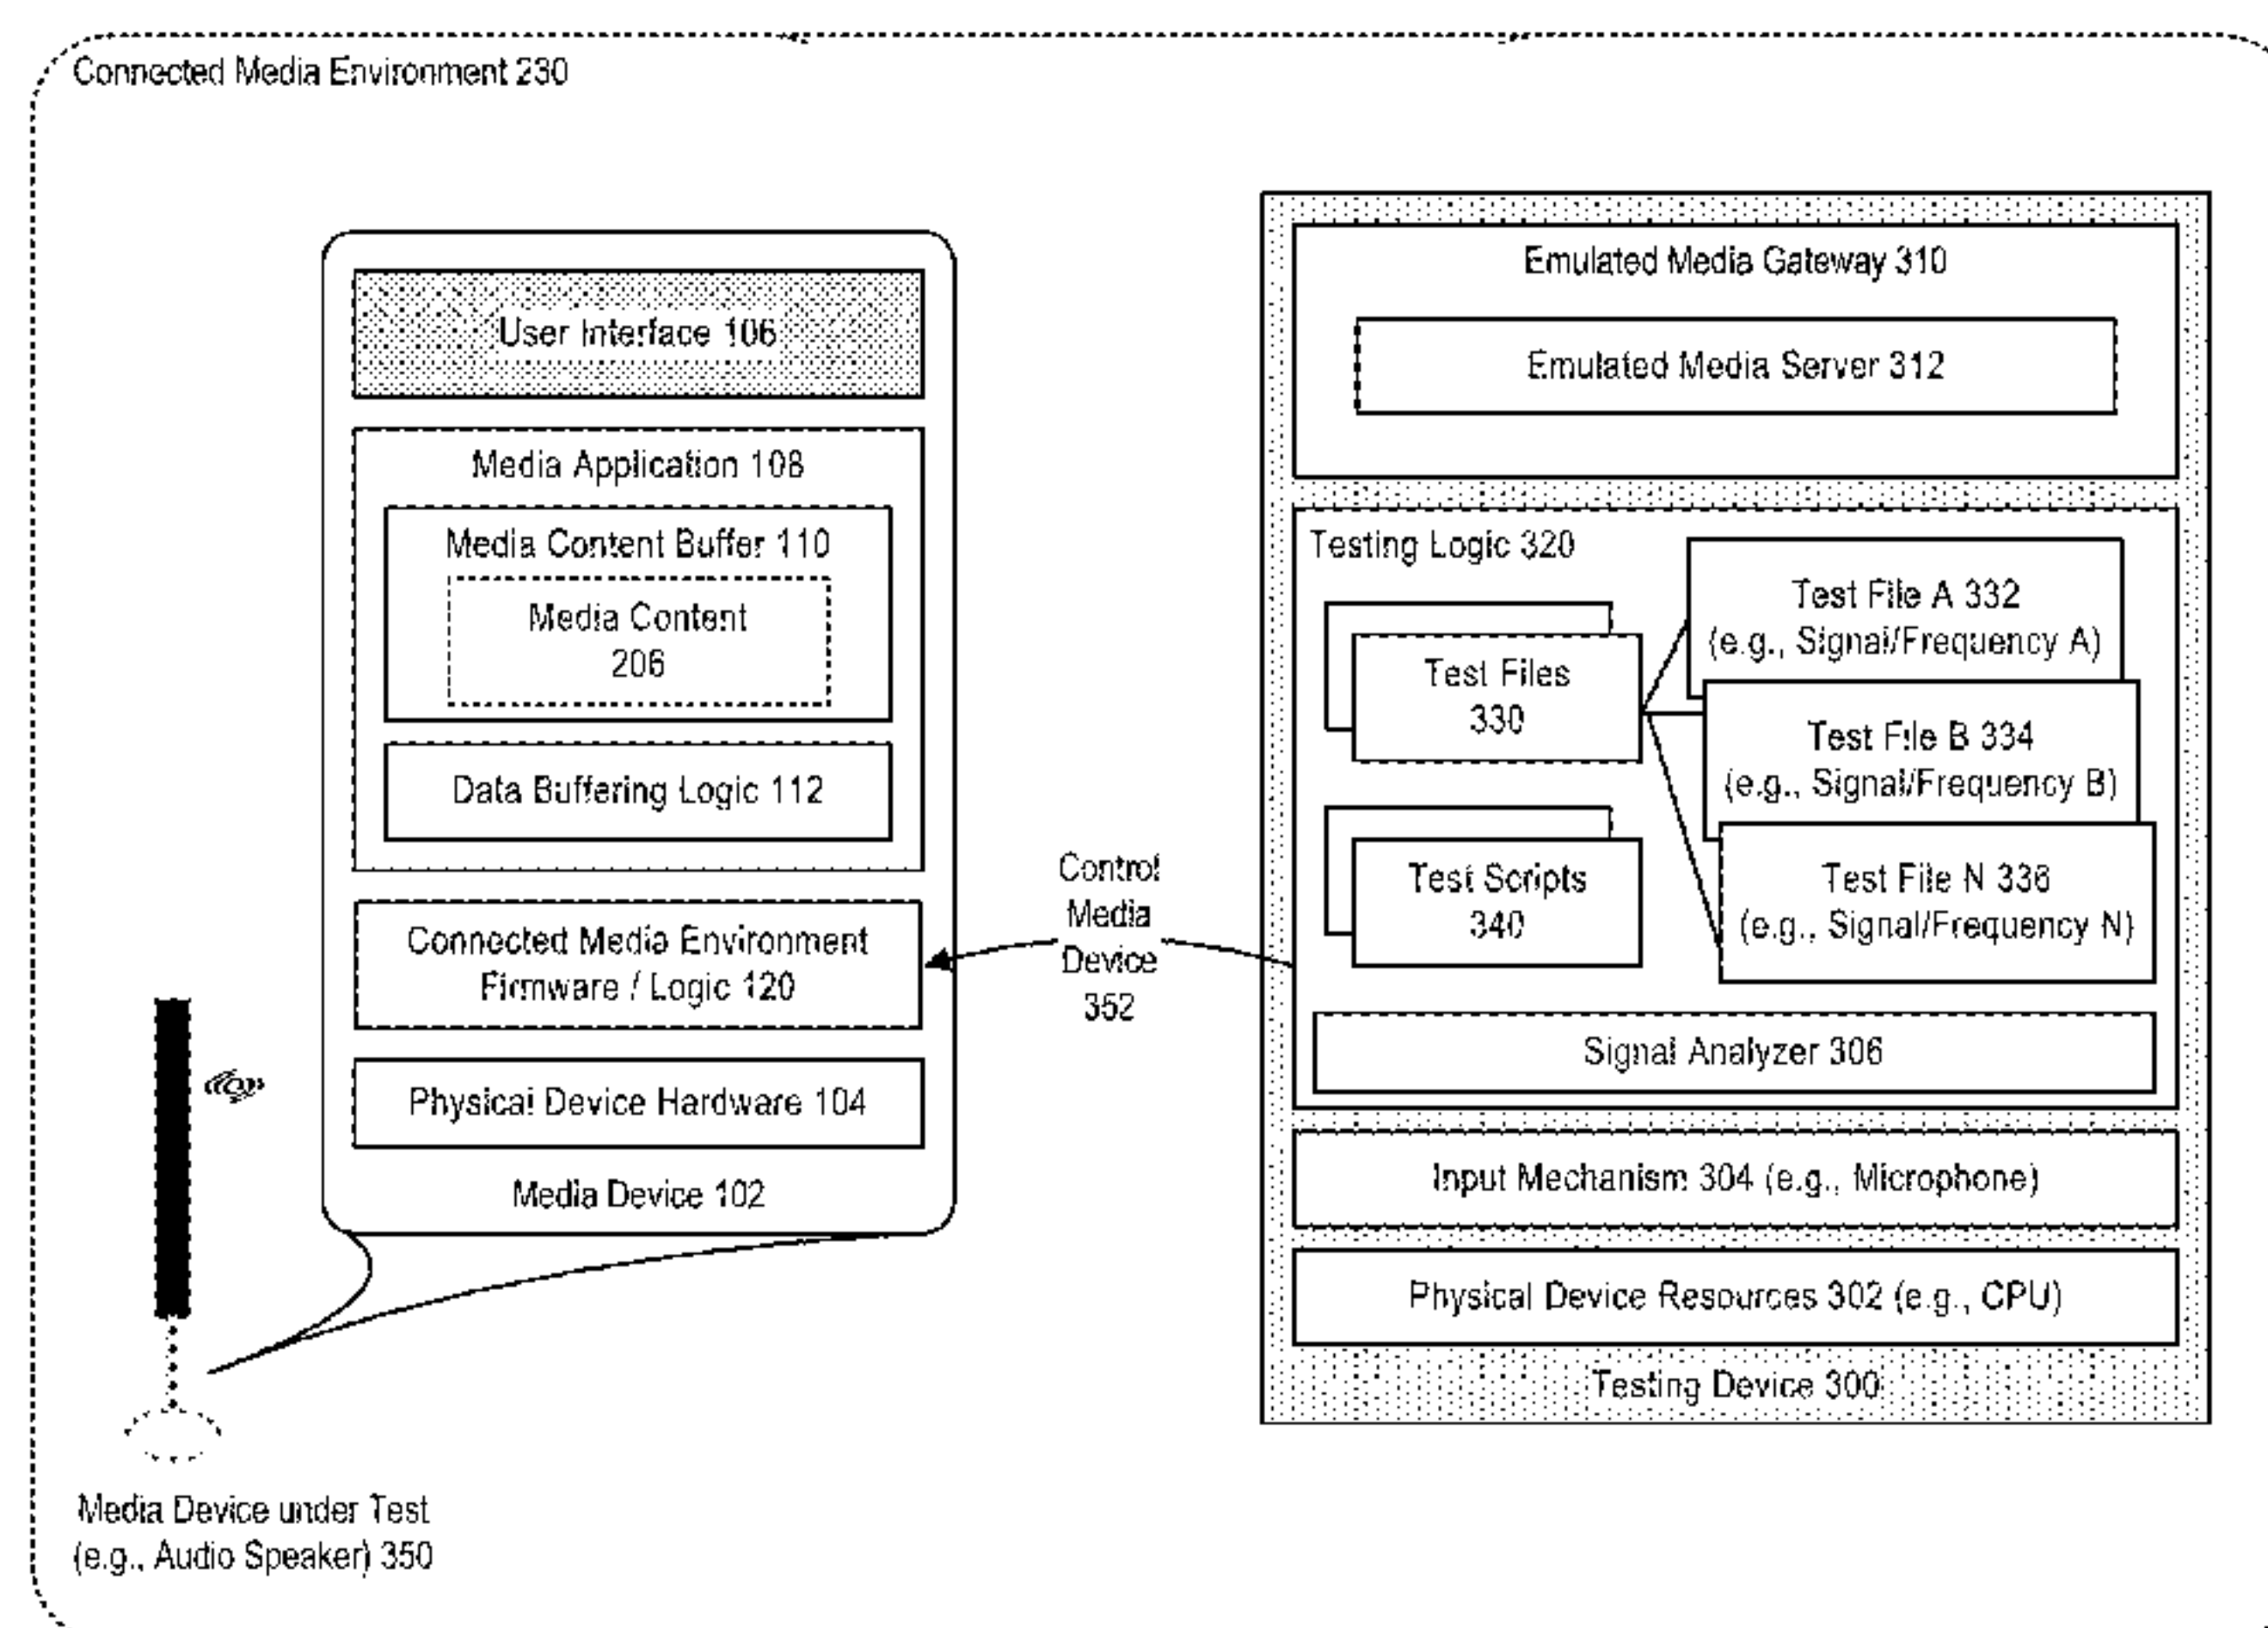 Connected Media Environment 230
User Interface 106
Media Application 108
Media Content Buffer 110
Media Content
206
Data Buffering Logic 112
Connected Media Environment
Firmware / Logic 120
Physical Device Hardware 104
Media Device 102
Media Device under Test
(e.g., Audio Speaker) 350
Control
Media
Device
352
Emulated Media Gateway 310
Emulated Media Server 312
Testing Logic 320
Test Files
330
Test File A 332
(e.g., Signal/Frequency A)
Test File B 334
(e.g., Signal/Frequency B)
Test File N 336
(e.g., Signal/Frequency N)
Test Scripts
340
Signal Analyzer 306
Input Mechanism 304 (e.g., Microphone)
Physical Device Resources 302 (e.g., CPU)
Testing Device 300